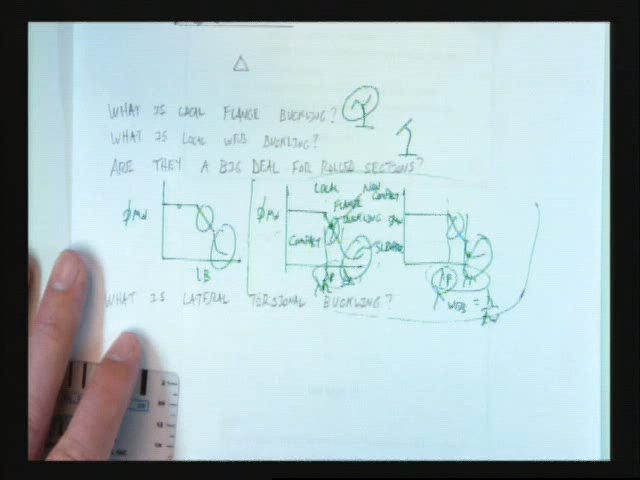 WHAT IS LOCAL FLANGE BUCKLING?
WHAT IS LOCAL WEB BUCKLING?
ARE THEY A BIG DEAL FOR ROLLED SECTIONS?
LOCAL FLANGE BUCKLING
NON COMPACT
ϕMN
LB
ϕMN
COMPACT
SLENDER
WHAT IS LATERAL TORSIONAL BUCKLING?
WEB =